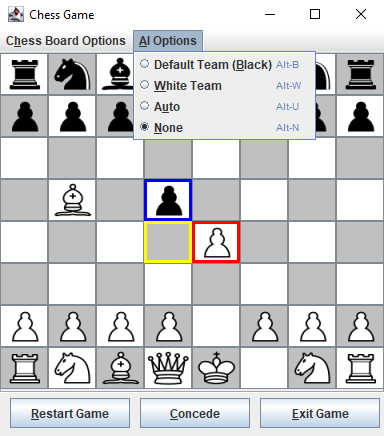 Chess Game
Chess Board Options AI Options
Default Team (Black) Alt-B
White Team Alt-W
Auto Alt-U
None Alt-N
Restart Game Concede Exit Game